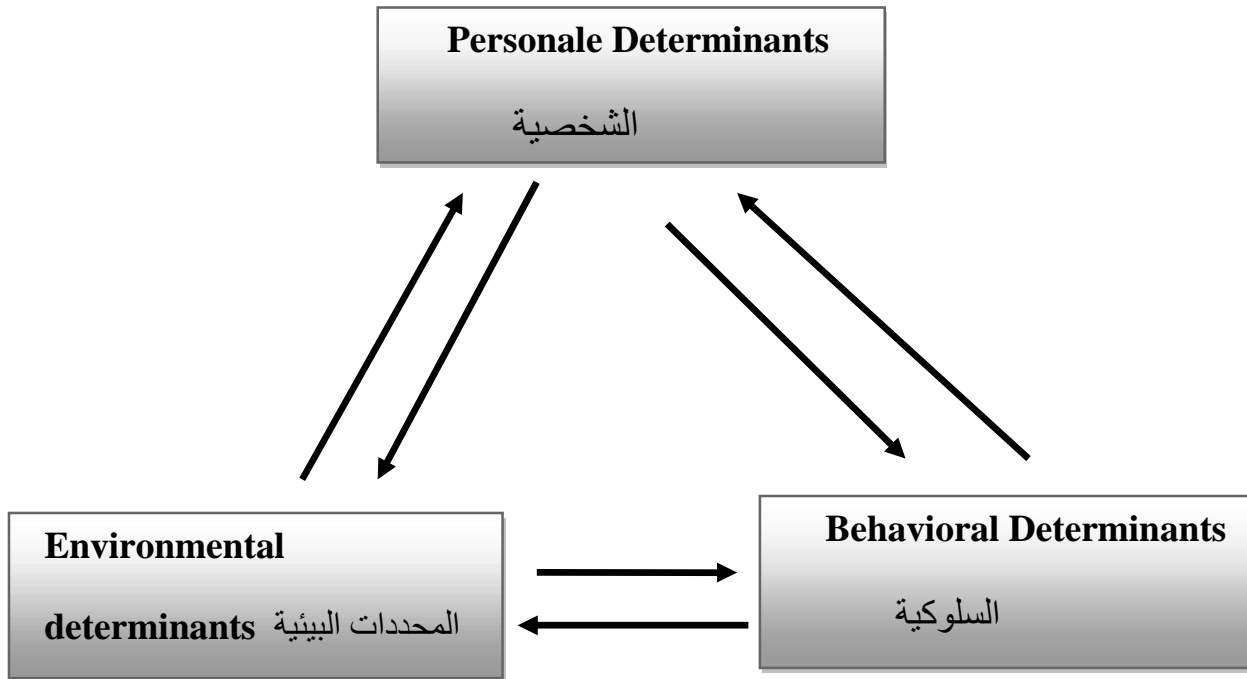 Personale Determinants
الشخصية
Environmental
determinants المحددات البيئية
Behavioral Determinants
السلوكية